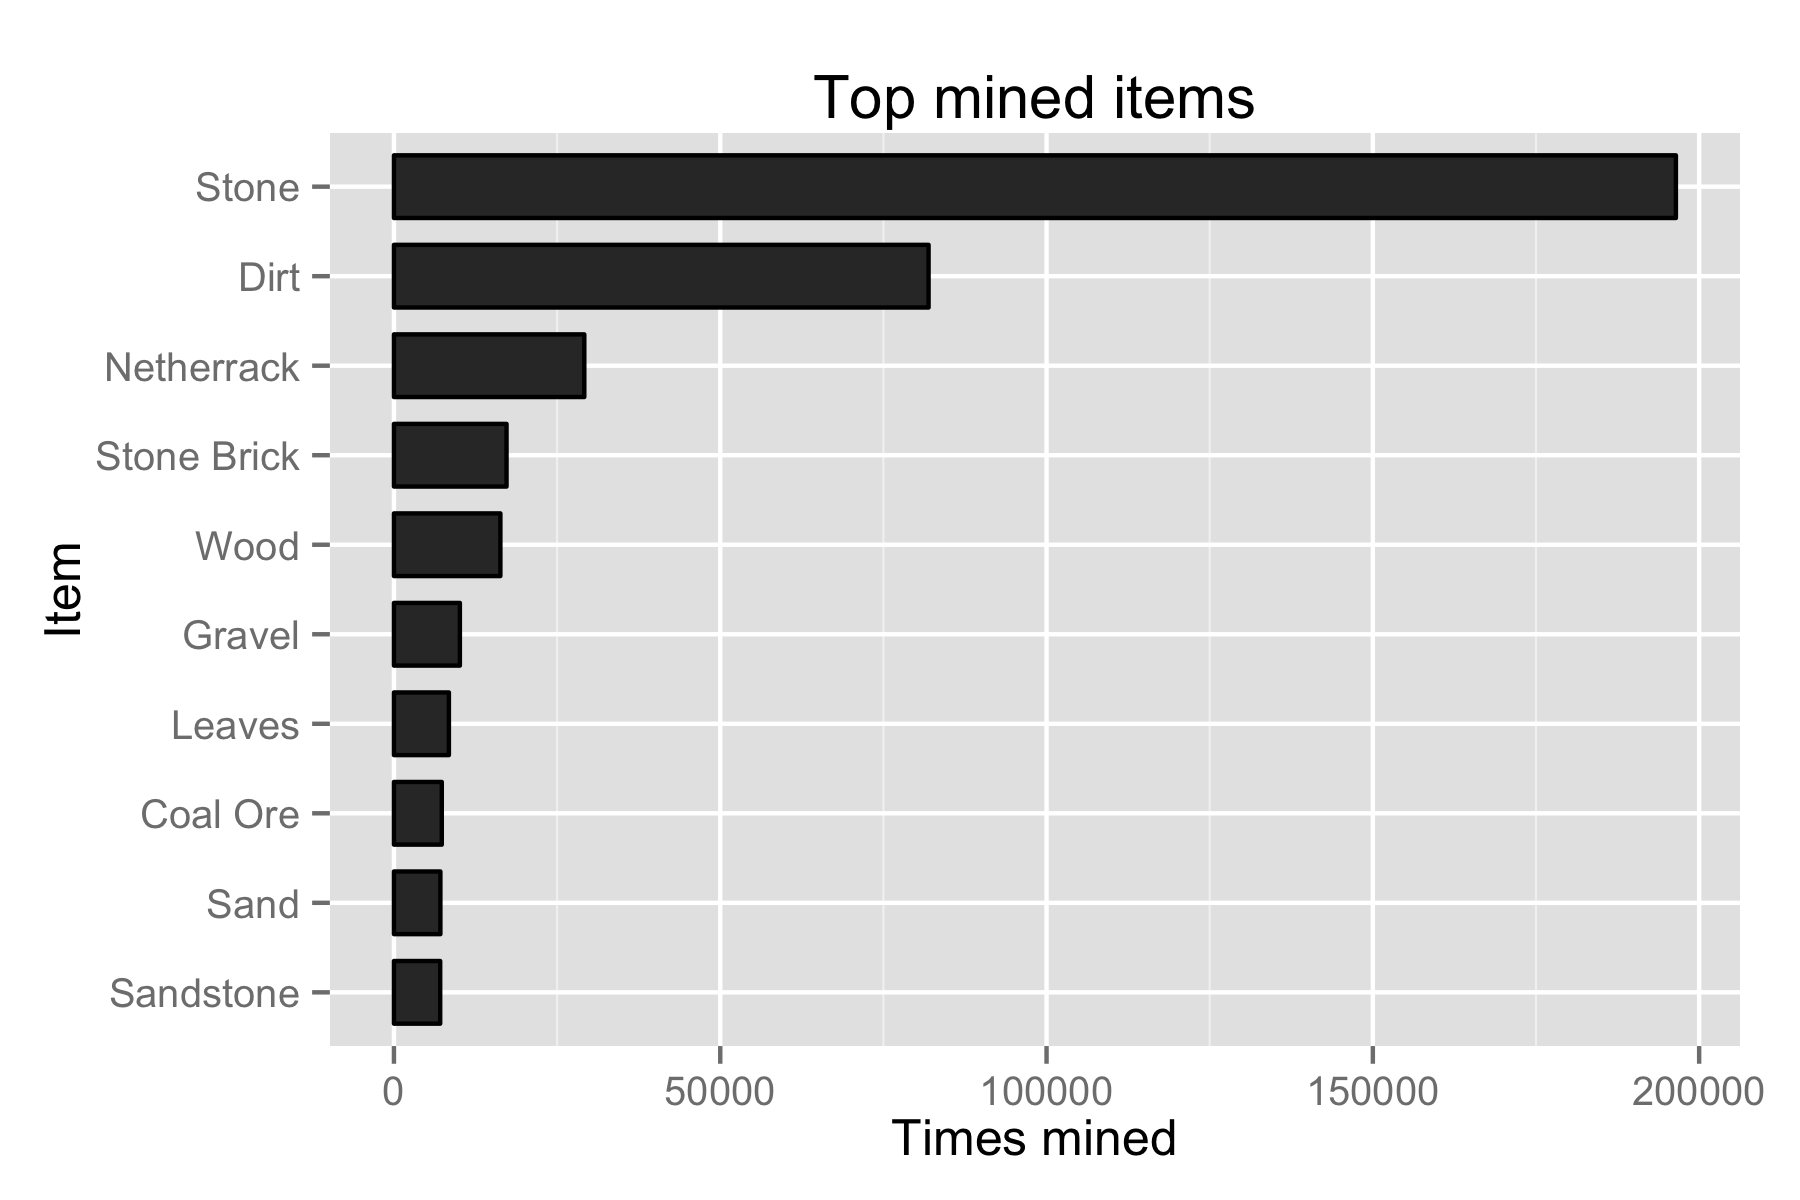 Top mined items
Stone
Dirt
Netherrack
Stone Brick
Wood
Gravel
Leaves
Coal Ore
Sand
Sandstone
Item
0 50000 100000 150000 200000
Times mined